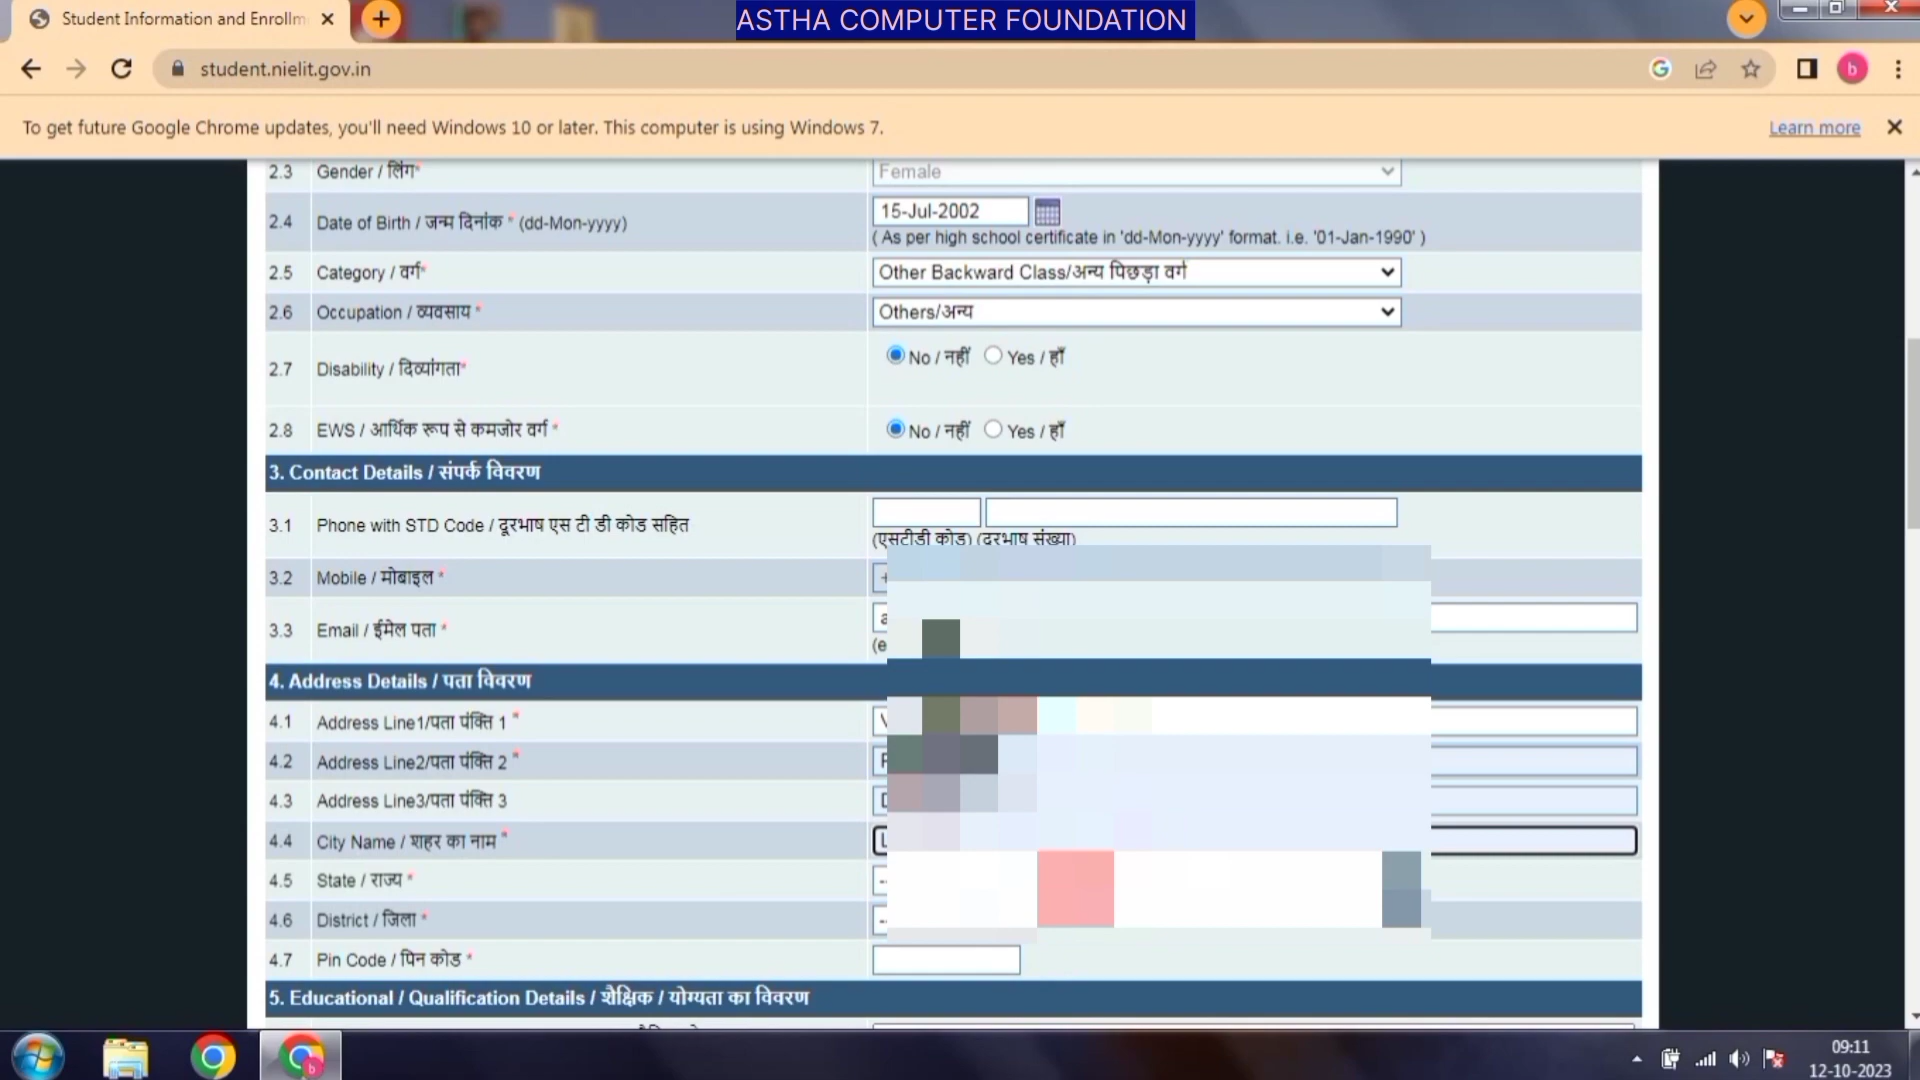 ASTHA COMPUTER FOUNDATION
Student Information and Enrollm
student.nielit.gov.in
b
To get future Google Chrome updates, you'll need Windows 10 or later. This computer is using Windows 7.
Learn more
2.3 Gender / लिंग* Female
2.4 Date of Birth / जन्म दिनांक * (dd-Mon-yyyy) 15-Jul-2002
( As per high school certificate in 'dd-Mon-yyyy' format. i.e. '01-Jan-1990' )
2.5 Category / वर्ग* Other Backward Class/अन्य पिछड़ा वर्ग
2.6 Occupation / व्यवसाय * Others/अन्य
2.7 Disability / दिव्यांगता* No / नहीं Yes / हाँ
2.8 EWS / आर्थिक रूप से कमजोर वर्ग * No / नहीं Yes / हाँ
3. Contact Details / संपर्क विवरण
3.1 Phone with STD Code / दूरभाष एस टी डी कोड सहित
(एसटीडी कोड) (दूरभाष संख्या)
3.2 Mobile / मोबाइल * +
3.3 Email / ईमेल पता * a
(e
4. Address Details / पता विवरण
4.1 Address Line1/पता पंक्ति 1 *
4.2 Address Line2/पता पंक्ति 2 *
4.3 Address Line3/पता पंक्ति 3
4.4 City Name / शहर का नाम *
4.5 State / राज्य * -
4.6 District / जिला * -
4.7 Pin Code / पिन कोड *
5. Educational / Qualification Details / शैक्षिक / योग्यता का विवरण
09:11
12-10-2023